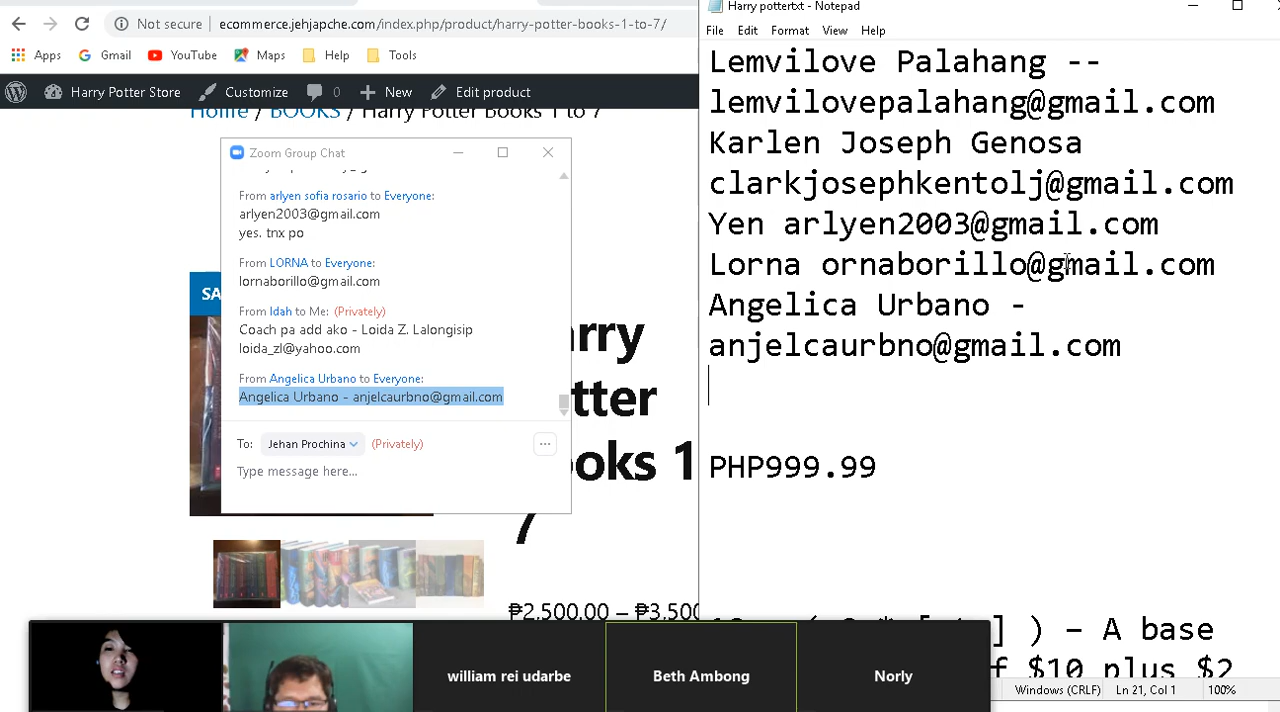 Harry pottertxt - Notepad
Not secure
ecommerce.jehjapche.com/index.php/product/harry-potter-books-1-to-7/
File Edit Format View Help
Apps Gmail YouTube Maps Help Tools
Harry Potter Store Customize 0 New Edit product
Home / BOOKS / Harry Potter Books 1 to 7
Zoom Group Chat
From arlyen sofia rosario to Everyone:
arlyen2003@gmail.com
yes. tnx po
From LORNA to Everyone:
lornaborillo@gmail.com
From Idah to Me: (Privately)
Coach pa add ako - Loida Z. Lalongisip
loida_zl@yahoo.com
From Angelica Urbano to Everyone:
Angelica Urbano - anjelcaurbno@gmail.com
To: Jehan Prochina (Privately)
Type message here...
SA
arry
tter
ooks 1
7
₱2,500.00 – ₱3,500
Lemvilove Palahang --
lemvilovepalahang@gmail.com
Karlen Joseph Genosa
clarkjosephkentolj@gmail.com
Yen arlyen2003@gmail.com
Lorna ornaborillo@gmail.com
Angelica Urbano -
anjelcaurbno@gmail.com
PHP999.99
] ) – A base
f $10 plus $2
Windows (CRLF) Ln 21, Col 1 100%
william rei udarbe
Beth Ambong
Norly